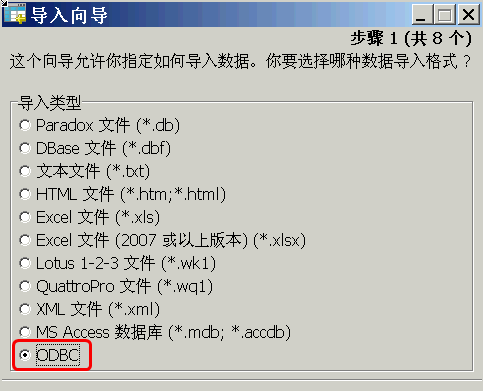 导入向导
步骤 1 (共 8 个)
这个向导允许你指定如何导入数据。你要选择哪种数据导入格式？
导入类型
Paradox 文件 (*.db)
DBase 文件 (*.dbf)
文本文件 (*.txt)
HTML 文件 (*.htm;*.html)
Excel 文件 (*.xls)
Excel 文件 (2007 或以上版本) (*.xlsx)
Lotus 1-2-3 文件 (*.wk1)
QuattroPro 文件 (*.wq1)
XML 文件 (*.xml)
MS Access 数据库 (*.mdb; *.accdb)
ODBC